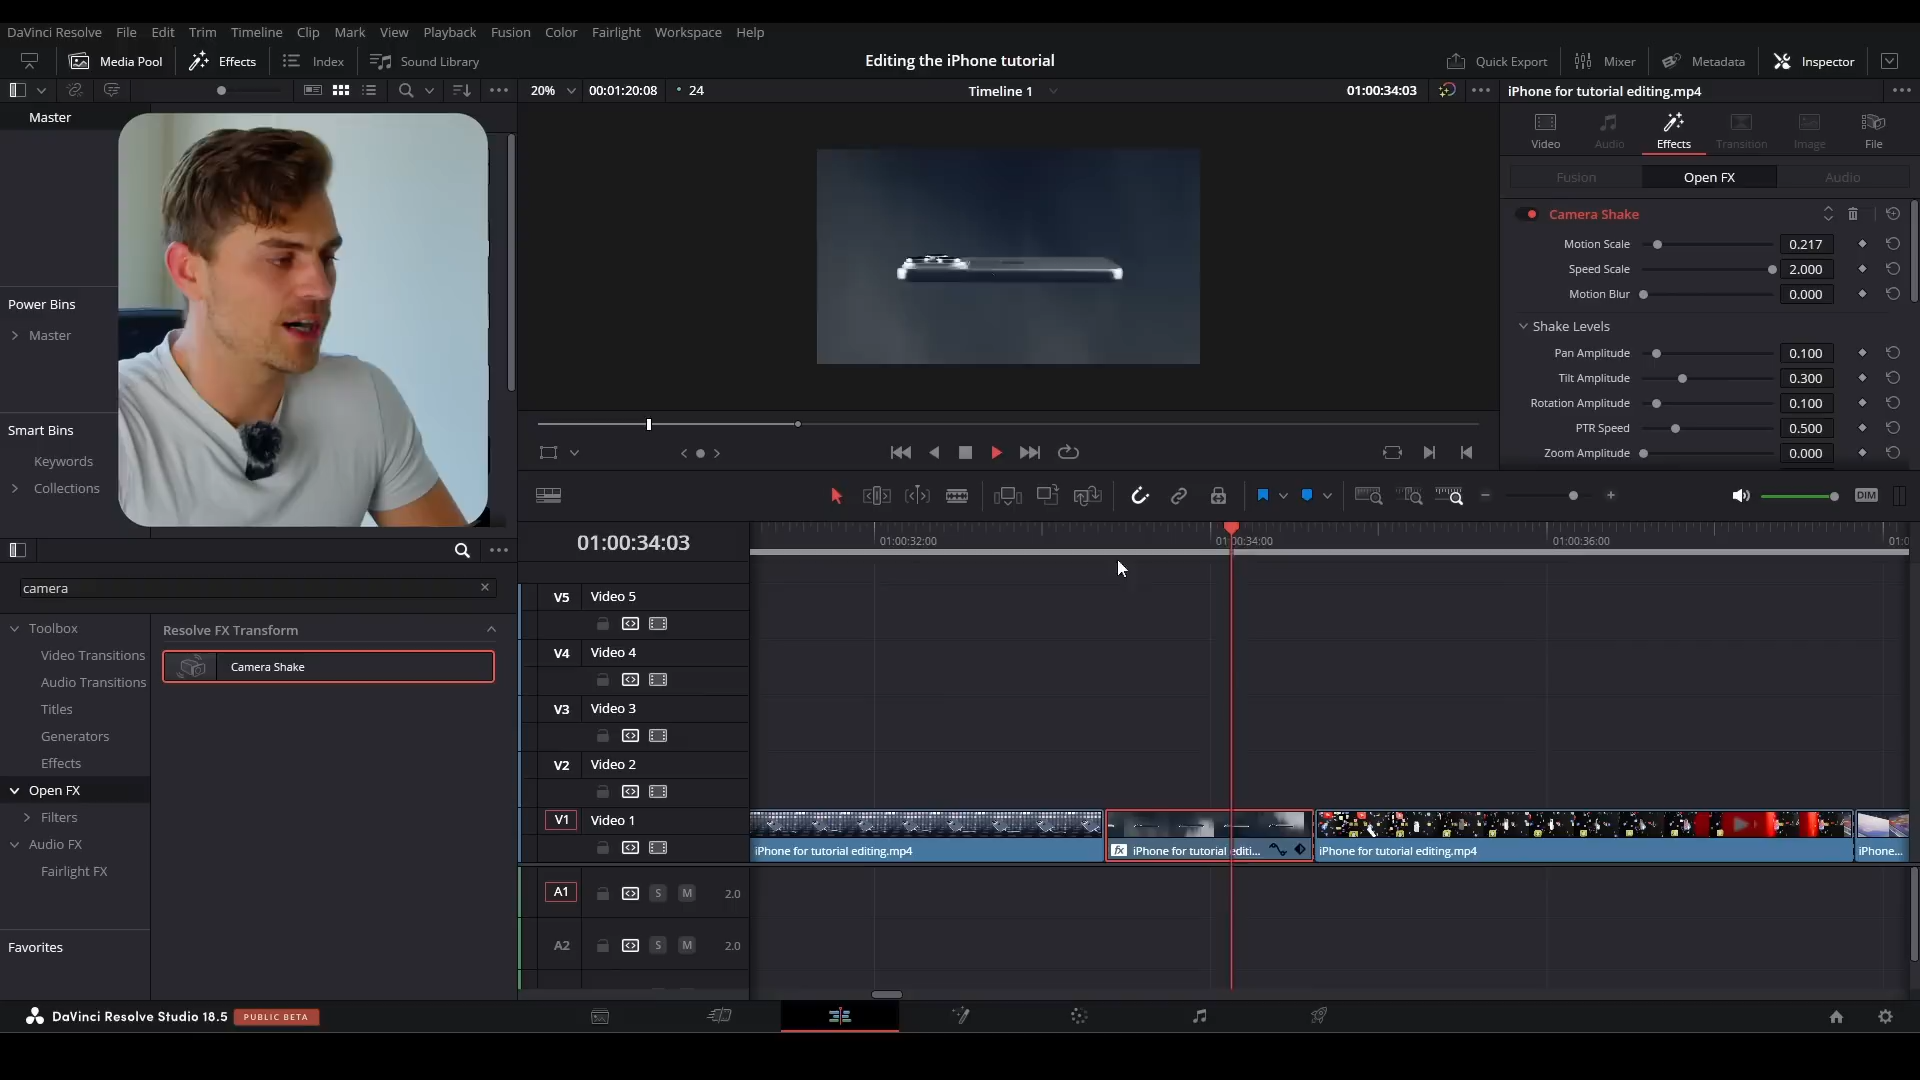 DaVinci Resolve File Edit Trim Timeline Clip Mark View Playback Fusion Color Fairlight Workspace Help
Media Pool Effects Index Sound Library Editing the iPhone tutorial Quick Export Mixer Metadata Inspector
20% 00:01:20:08 24 Timeline 1 01:00:34:03 iPhone for tutorial editing.mp4
Master
Power Bins
Master
Smart Bins
Keywords
Collections
Video Audio Effects Transition Image File
Fusion Open FX Audio
Camera Shake
Motion Scale 0.217
Speed Scale 2.000
Motion Blur 0.000
Shake Levels
Pan Amplitude 0.100
Tilt Amplitude 0.300
Rotation Amplitude 0.100
PTR Speed 0.500
Zoom Amplitude 0.000
DIM
camera
Toolbox
Video Transitions
Audio Transitions
Titles
Generators
Effects
Open FX
Filters
Audio FX
Fairlight FX
Favorites
Resolve FX Transform
Camera Shake
01:00:34:03
01:00:32:00 01:00:34:00 01:00:36:00 01:0
V5 Video 5
V4 Video 4
V3 Video 3
V2 Video 2
V1 Video 1
iPhone for tutorial editing.mp4 fx iPhone for tutorial editi... iPhone for tutorial editing.mp4 iPhone...
A1 S M 2.0
A2 S M 2.0
DaVinci Resolve Studio 18.5 PUBLIC BETA